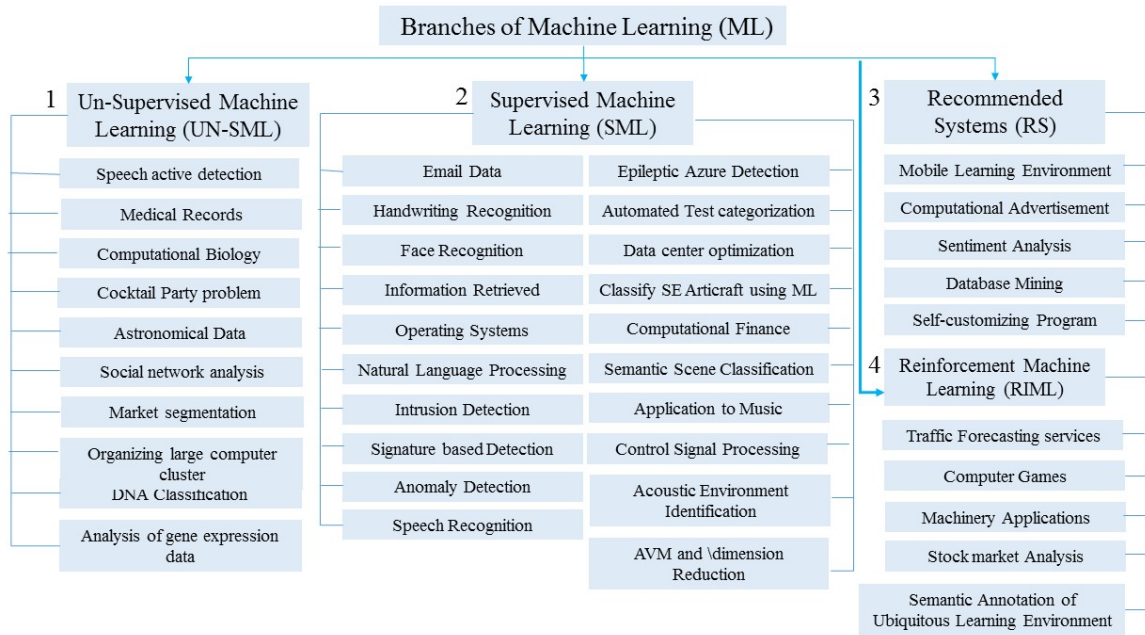 Branches of Machine Learning (ML)
1
Un-Supervised Machine
Learning (UN-SML)
Speech active detection
Medical Records
Computational Biology
Cocktail Party problem
Astronomical Data
Social network analysis
Market segmentation
Organizing large computer
cluster
DNA Classification
Analysis of gene expression
data
2
Supervised Machine
Learning (SML)
Email Data
Handwriting Recognition
Face Recognition
Information Retrieved
Operating Systems
Natural Language Processing
Intrusion Detection
Signature based Detection
Anomaly Detection
Speech Recognition
Epileptic Azure Detection
Automated Test categorization
Data center optimization
Classify SE Articraft using ML
Computational Finance
Semantic Scene Classification
Application to Music
Control Signal Processing
Acoustic Environment
Identification
AVM and \dimension
Reduction
3
Recommended
Systems (RS)
Mobile Learning Environment
Computational Advertisement
Sentiment Analysis
Database Mining
Self-customizing Program
4
Reinforcement Machine
Learning (RIML)
Traffic Forecasting services
Computer Games
Machinery Applications
Stock market Analysis
Semantic Annotation of
Ubiquitous Learning Environment